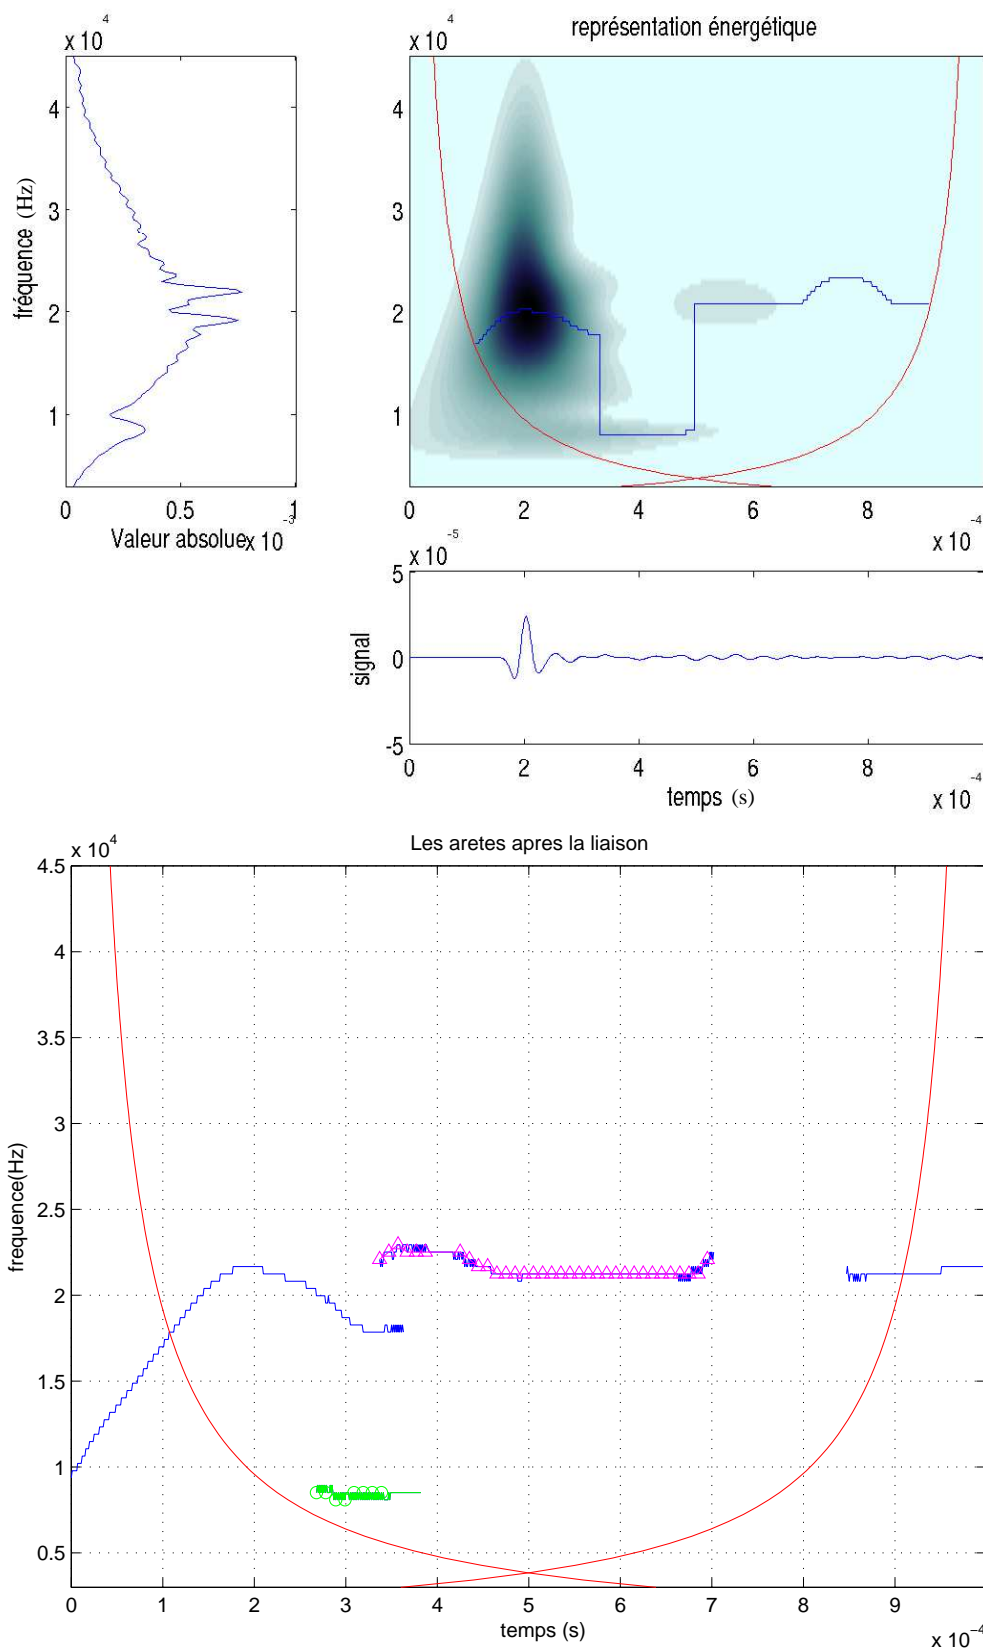 x 10^4
4
3
2
1
fréquence (Hz)
0
0.5
1
Valeur absolue x 10^-3
représentation énergétique
x 10^4
4
3
2
1
0
2
4
6
8
x 10^-4
x 10^-5
5
0
-5
signal
0
2
4
6
8
temps (s)
x 10^-4
Les aretes apres la liaison
x 10^4
4.5
4
3.5
3
2.5
2
1.5
1
0.5
frequence(Hz)
0
1
2
3
4
5
6
7
8
9
temps (s)
x 10^-4